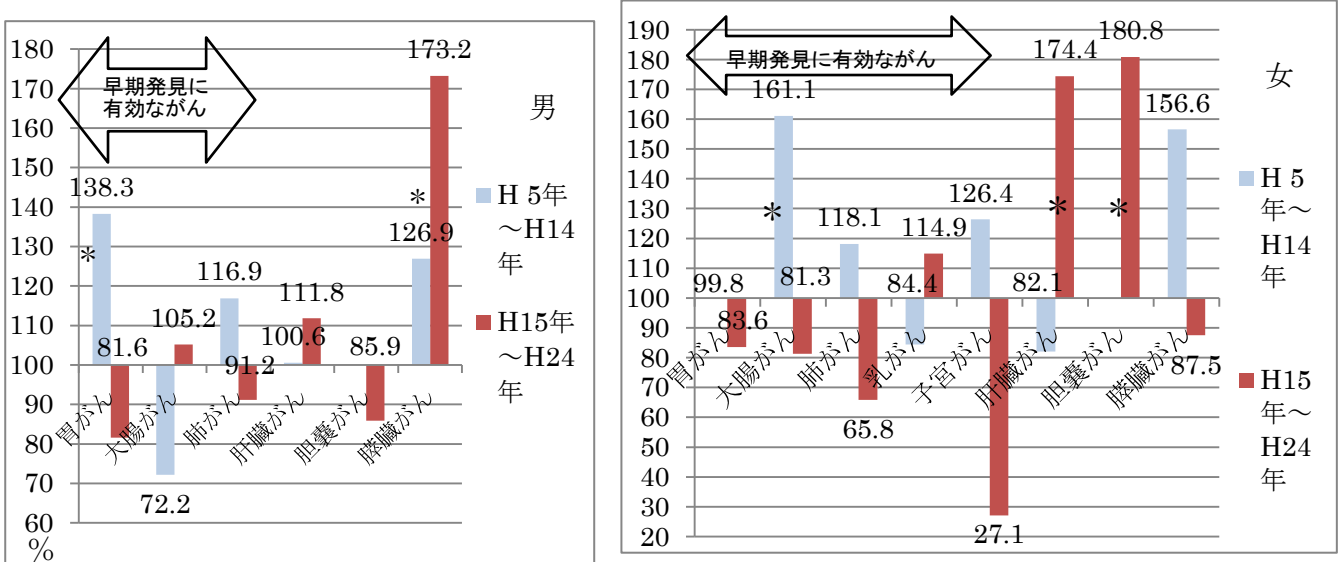 180
170
160
150
140
130
120
110
100
90
80
70
60
%
早期発見に
有効ながん
男
138.3
*
81.6
72.2
105.2
116.9
91.2
100.6
111.8
85.9
126.9
*
173.2
胃がん
大腸がん
肺がん
肝臓がん
胆嚢がん
膵臓がん
H 5年
～H14
年
H15年
～H24
年
190
180
170
160
150
140
130
120
110
100
90
80
70
60
50
40
30
20
早期発見に有効ながん
女
99.8
83.6
161.1
*
81.3
118.1
65.8
84.4
114.9
126.4
27.1
82.1
174.4
*
180.8
*
156.6
87.5
胃がん
大腸がん
肺がん
乳がん
子宮がん
肝臓がん
胆嚢がん
膵臓がん
H 5
年～
H14
年
H15
年～
H24
年